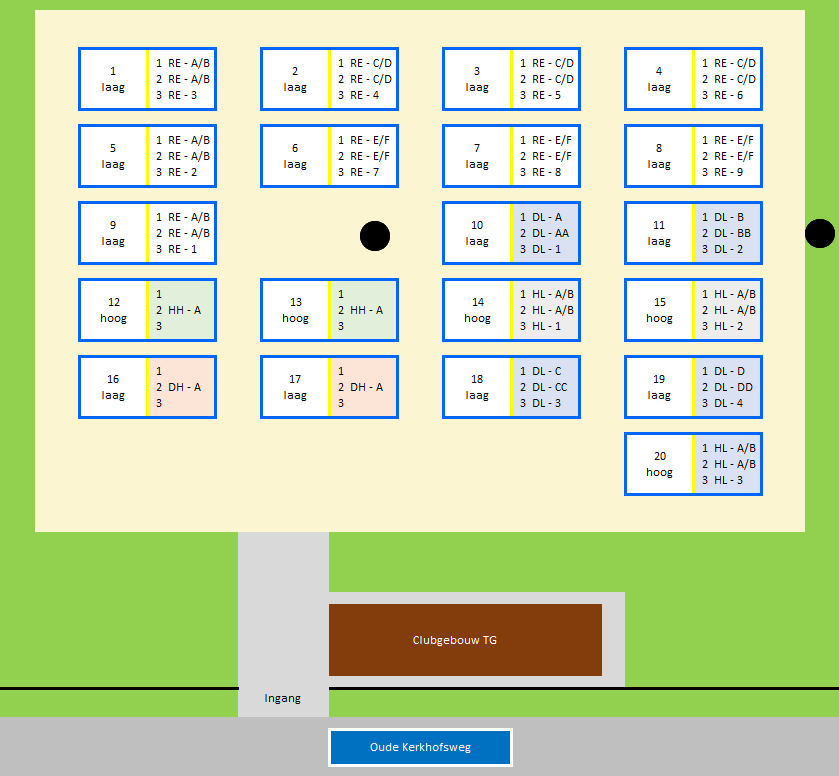 1
laag
1 RE - A/B
2 RE - A/B
3 RE - 3
2
laag
1 RE - C/D
2 RE - C/D
3 RE - 4
3
laag
1 RE - C/D
2 RE - C/D
3 RE - 5
4
laag
1 RE - C/D
2 RE - C/D
3 RE - 6
5
laag
1 RE - A/B
2 RE - A/B
3 RE - 2
6
laag
1 RE - E/F
2 RE - E/F
3 RE - 7
7
laag
1 RE - E/F
2 RE - E/F
3 RE - 8
8
laag
1 RE - E/F
2 RE - E/F
3 RE - 9
9
laag
1 RE - A/B
2 RE - A/B
3 RE - 1
10
laag
1 DL - A
2 DL - AA
3 DL - 1
11
laag
1 DL - B
2 DL - BB
3 DL - 2
12
hoog
1
2 HH - A
3
13
hoog
1
2 HH - A
3
14
hoog
1 HL - A/B
2 HL - A/B
3 HL - 1
15
hoog
1 HL - A/B
2 HL - A/B
3 HL - 2
16
laag
1
2 DH - A
3
17
laag
1
2 DH - A
3
18
laag
1 DL - C
2 DL - CC
3 DL - 3
19
laag
1 DL - D
2 DL - DD
3 DL - 4
20
hoog
1 HL - A/B
2 HL - A/B
3 HL - 3
Clubgebouw TG
Ingang
Oude Kerkhofsweg